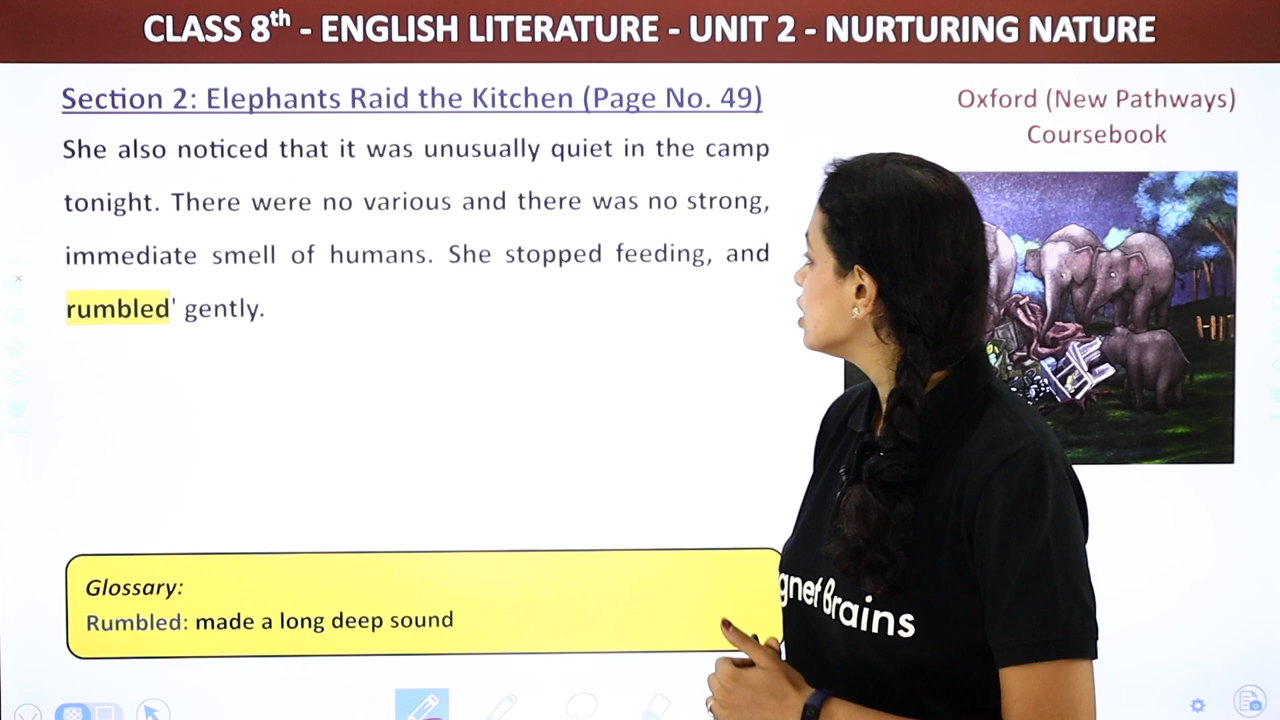 CLASS 8th - ENGLISH LITERATURE - UNIT 2 - NURTURING NATURE
Section 2: Elephants Raid the Kitchen (Page No. 49)
Oxford (New Pathways)
Coursebook
She also noticed that it was unusually quiet in the camp
tonight. There were no various and there was no strong,
immediate smell of humans. She stopped feeding, and
rumbled' gently.
Glossary:
Rumbled: made a long deep sound
gnet Brains